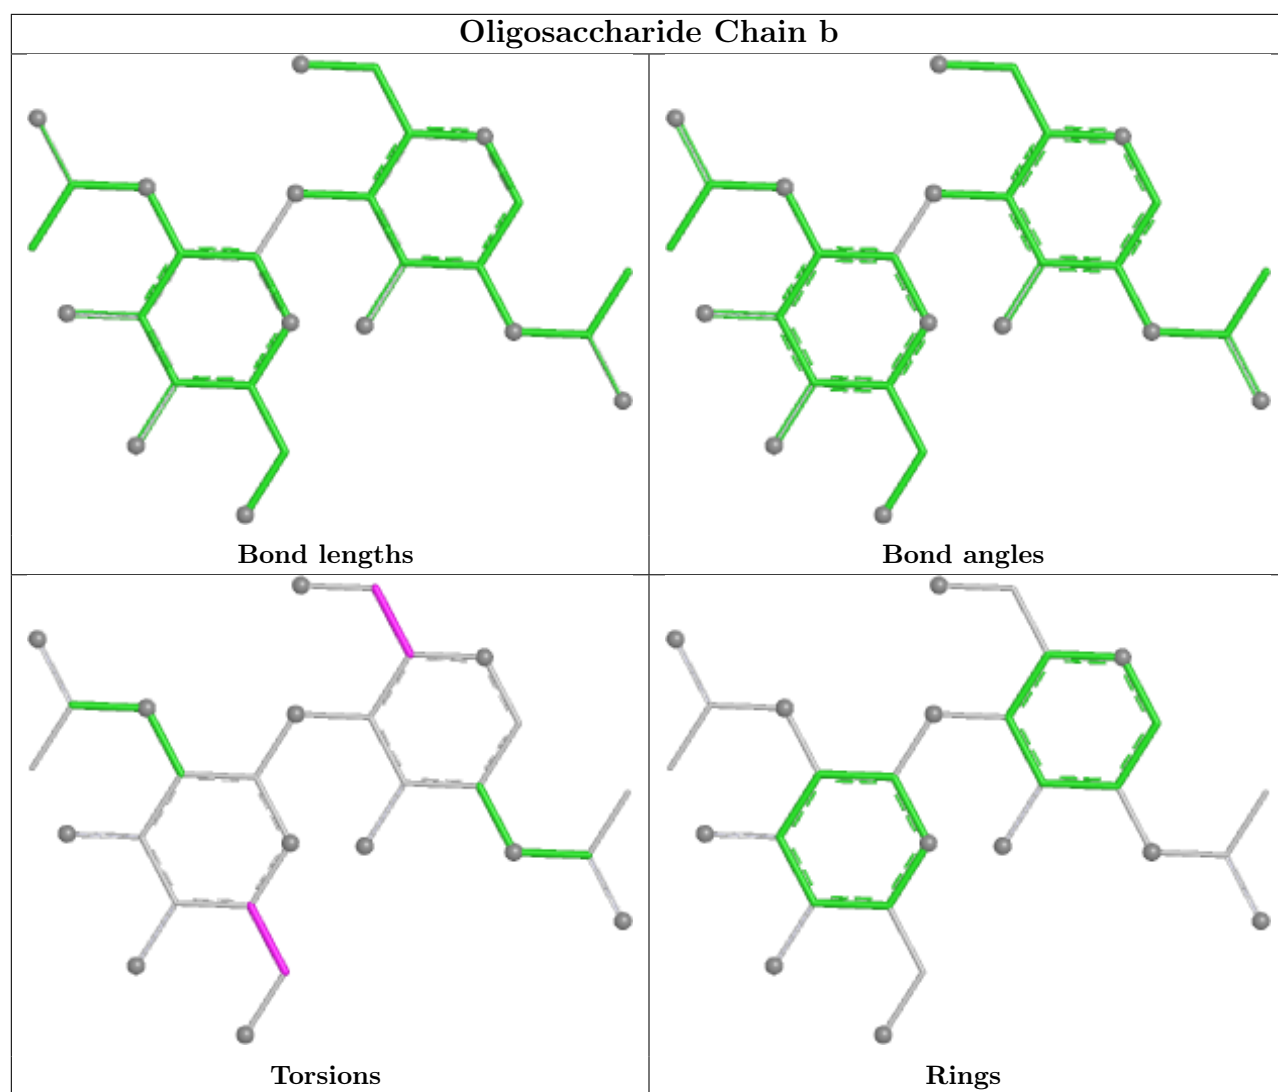 Oligosaccharide Chain b
Bond lengths
Bond angles
Torsions
Rings